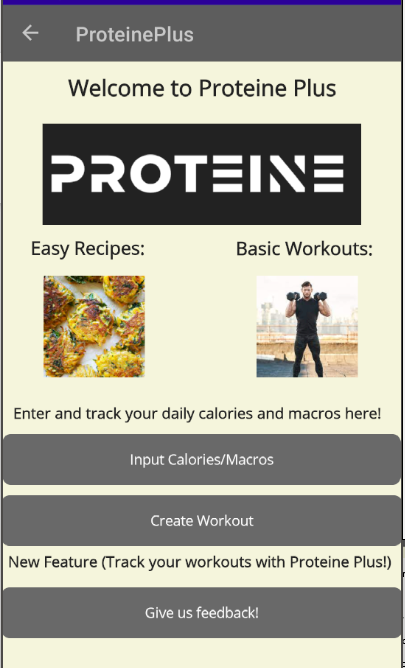 ProteinePlus
Welcome to Proteine Plus
PROTEINE
Easy Recipes:
Basic Workouts:
Enter and track your daily calories and macros here!
Input Calories/Macros
Create Workout
New Feature (Track your workouts with Proteine Plus!)
Give us feedback!